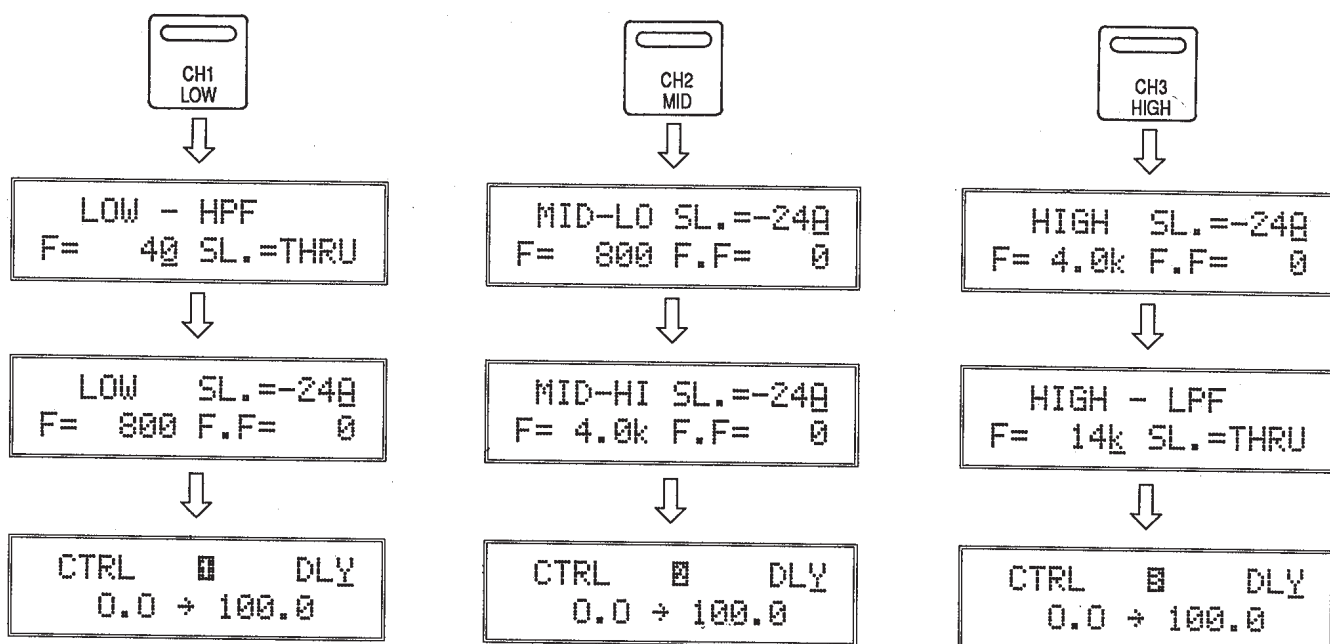 CH1
LOW
LOW - HPF
F= 40 SL.=THRU
LOW SL.=-24A
F= 800 F.F= 0
CTRL 1 DLY
0.0 → 100.0
CH2
MID
MID-LO SL.=-24A
F= 800 F.F= 0
MID-HI SL.=-24A
F= 4.0k F.F= 0
CTRL 2 DLY
0.0 → 100.0
CH3
HIGH
HIGH SL.=-24A
F= 4.0k F.F= 0
HIGH - LPF
F= 14k SL.=THRU
CTRL 3 DLY
0.0 → 100.0